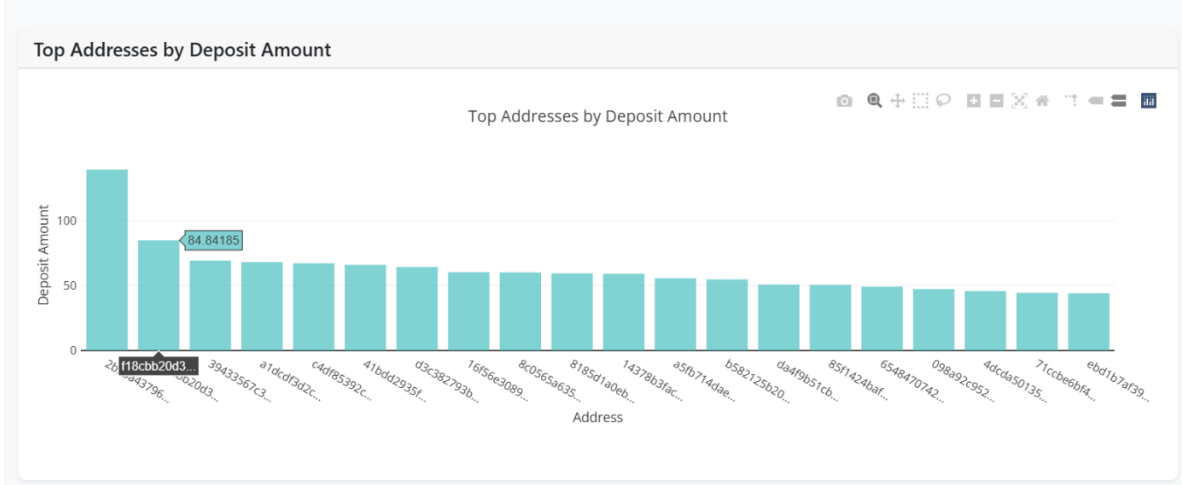 Top Addresses by Deposit Amount
Top Addresses by Deposit Amount
Deposit Amount
100
50
0
84.84185
f18cbb20d3...
39433567c3...
a1dcdf3d2c...
c4df85392c...
41bdd2935f...
d3c382793b...
16f56e3089...
8c0565a635...
8185d1a0eb...
14378b3fac...
a5fb714dae...
b582125b20...
da4f9b51cb...
85f1424baf...
6548470742...
098a92c952...
4dcda50135...
71ccbe6bf4...
ebd1b7af39...
Address